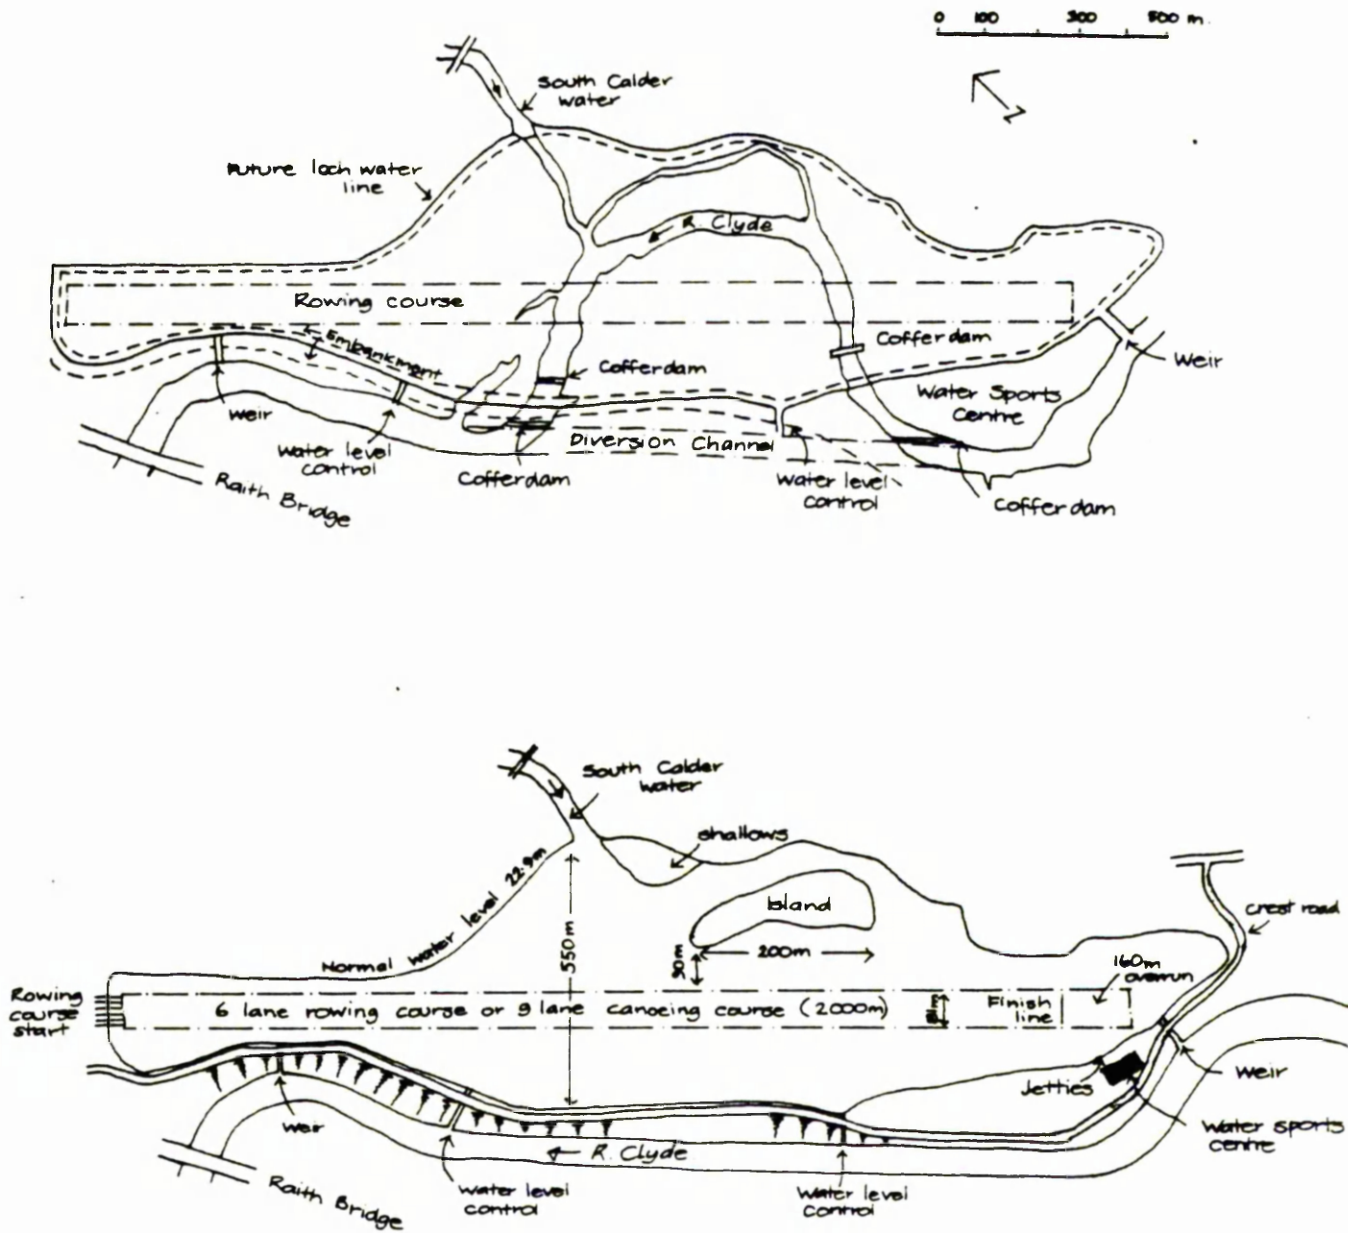 0 100 300 500 m.
N
South Calder
Water
Future loch water
line
R. Clyde
Rowing course
Embankment
Cofferdam
Cofferdam
Weir
Water Sports
Centre
Weir
Water level
control
Diversion Channel
Cofferdam
Water level
control
Cofferdam
Raith Bridge
South Calder
Water
Shallows
Normal water level 22.9m
550m
Island
Crest road
30m
200m
160m
overrun
Rowing
course
start
6 lane rowing course or 9 lane canoeing course (2000m)
81m
Finish
line
Jetties
Weir
Weir
Water sports
centre
R. Clyde
Raith Bridge
Water level
control
Water level
control